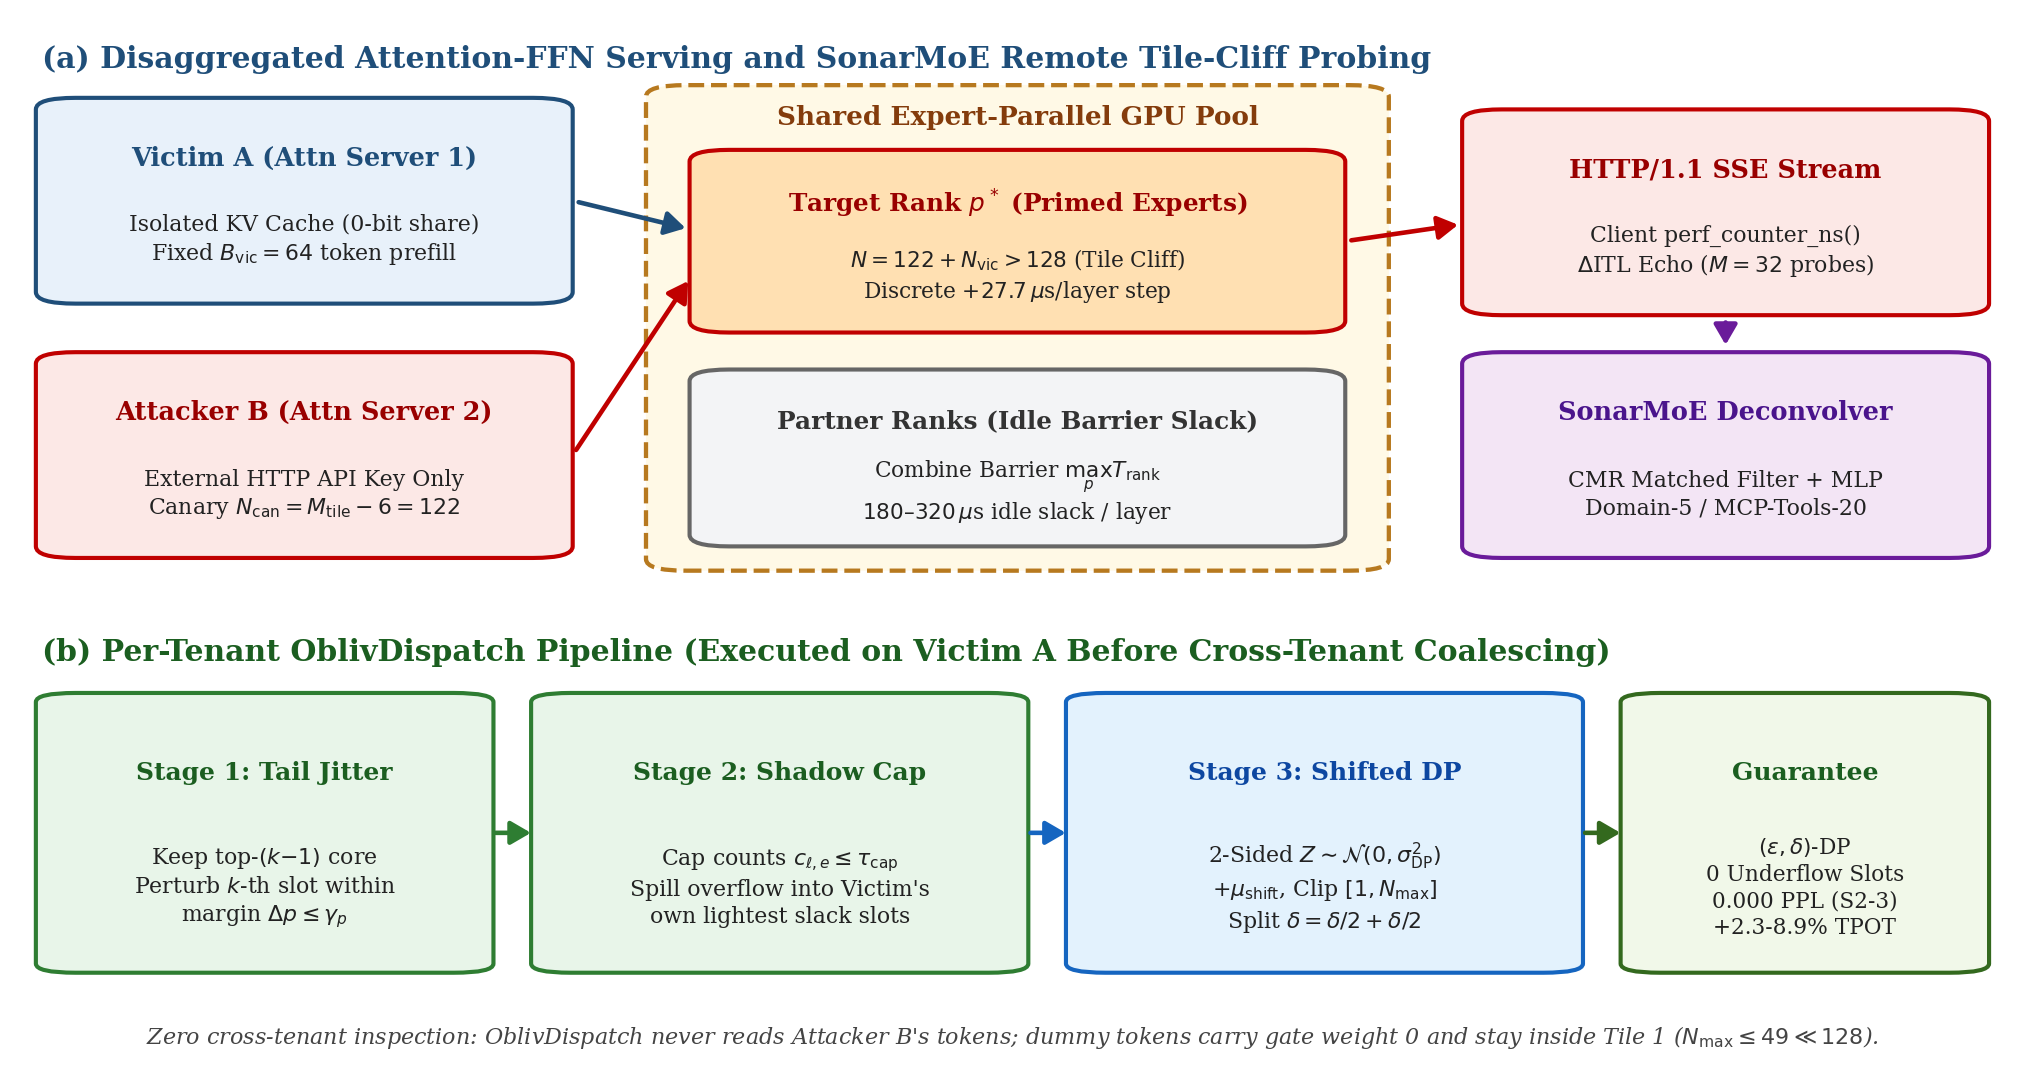 (a) Disaggregated Attention-FFN Serving and SonarMoE Remote Tile-Cliff Probing
Victim A (Attn Server 1)
Isolated KV Cache (0-bit share)
Fixed B_vic = 64 token prefill
Attacker B (Attn Server 2)
External HTTP API Key Only
Canary N_can = M_tile − 6 = 122
Shared Expert-Parallel GPU Pool
Target Rank p* (Primed Experts)
N = 122 + N_vic > 128 (Tile Cliff)
Discrete +27.7 μs/layer step
Partner Ranks (Idle Barrier Slack)
Combine Barrier max_p T_rank
180–320 μs idle slack / layer
HTTP/1.1 SSE Stream
Client perf_counter_ns()
ΔITL Echo (M = 32 probes)
SonarMoE Deconvolver
CMR Matched Filter + MLP
Domain-5 / MCP-Tools-20
(b) Per-Tenant OblivDispatch Pipeline (Executed on Victim A Before Cross-Tenant Coalescing)
Stage 1: Tail Jitter
Keep top-(k−1) core
Perturb k-th slot within
margin Δp ≤ γ_p
Stage 2: Shadow Cap
Cap counts c_ℓ,e ≤ τ_cap
Spill overflow into Victim's
own lightest slack slots
Stage 3: Shifted DP
2-Sided Z ∼ 𝒩(0, σ²_DP)
+μ_shift, Clip [1, N_max]
Split δ = δ/2 + δ/2
Guarantee
(ε, δ)-DP
0 Underflow Slots
0.000 PPL (S2-3)
+2.3-8.9% TPOT
Zero cross-tenant inspection: OblivDispatch never reads Attacker B's tokens; dummy tokens carry gate weight 0 and stay inside Tile 1 (N_max ≤ 49 ≪ 128).